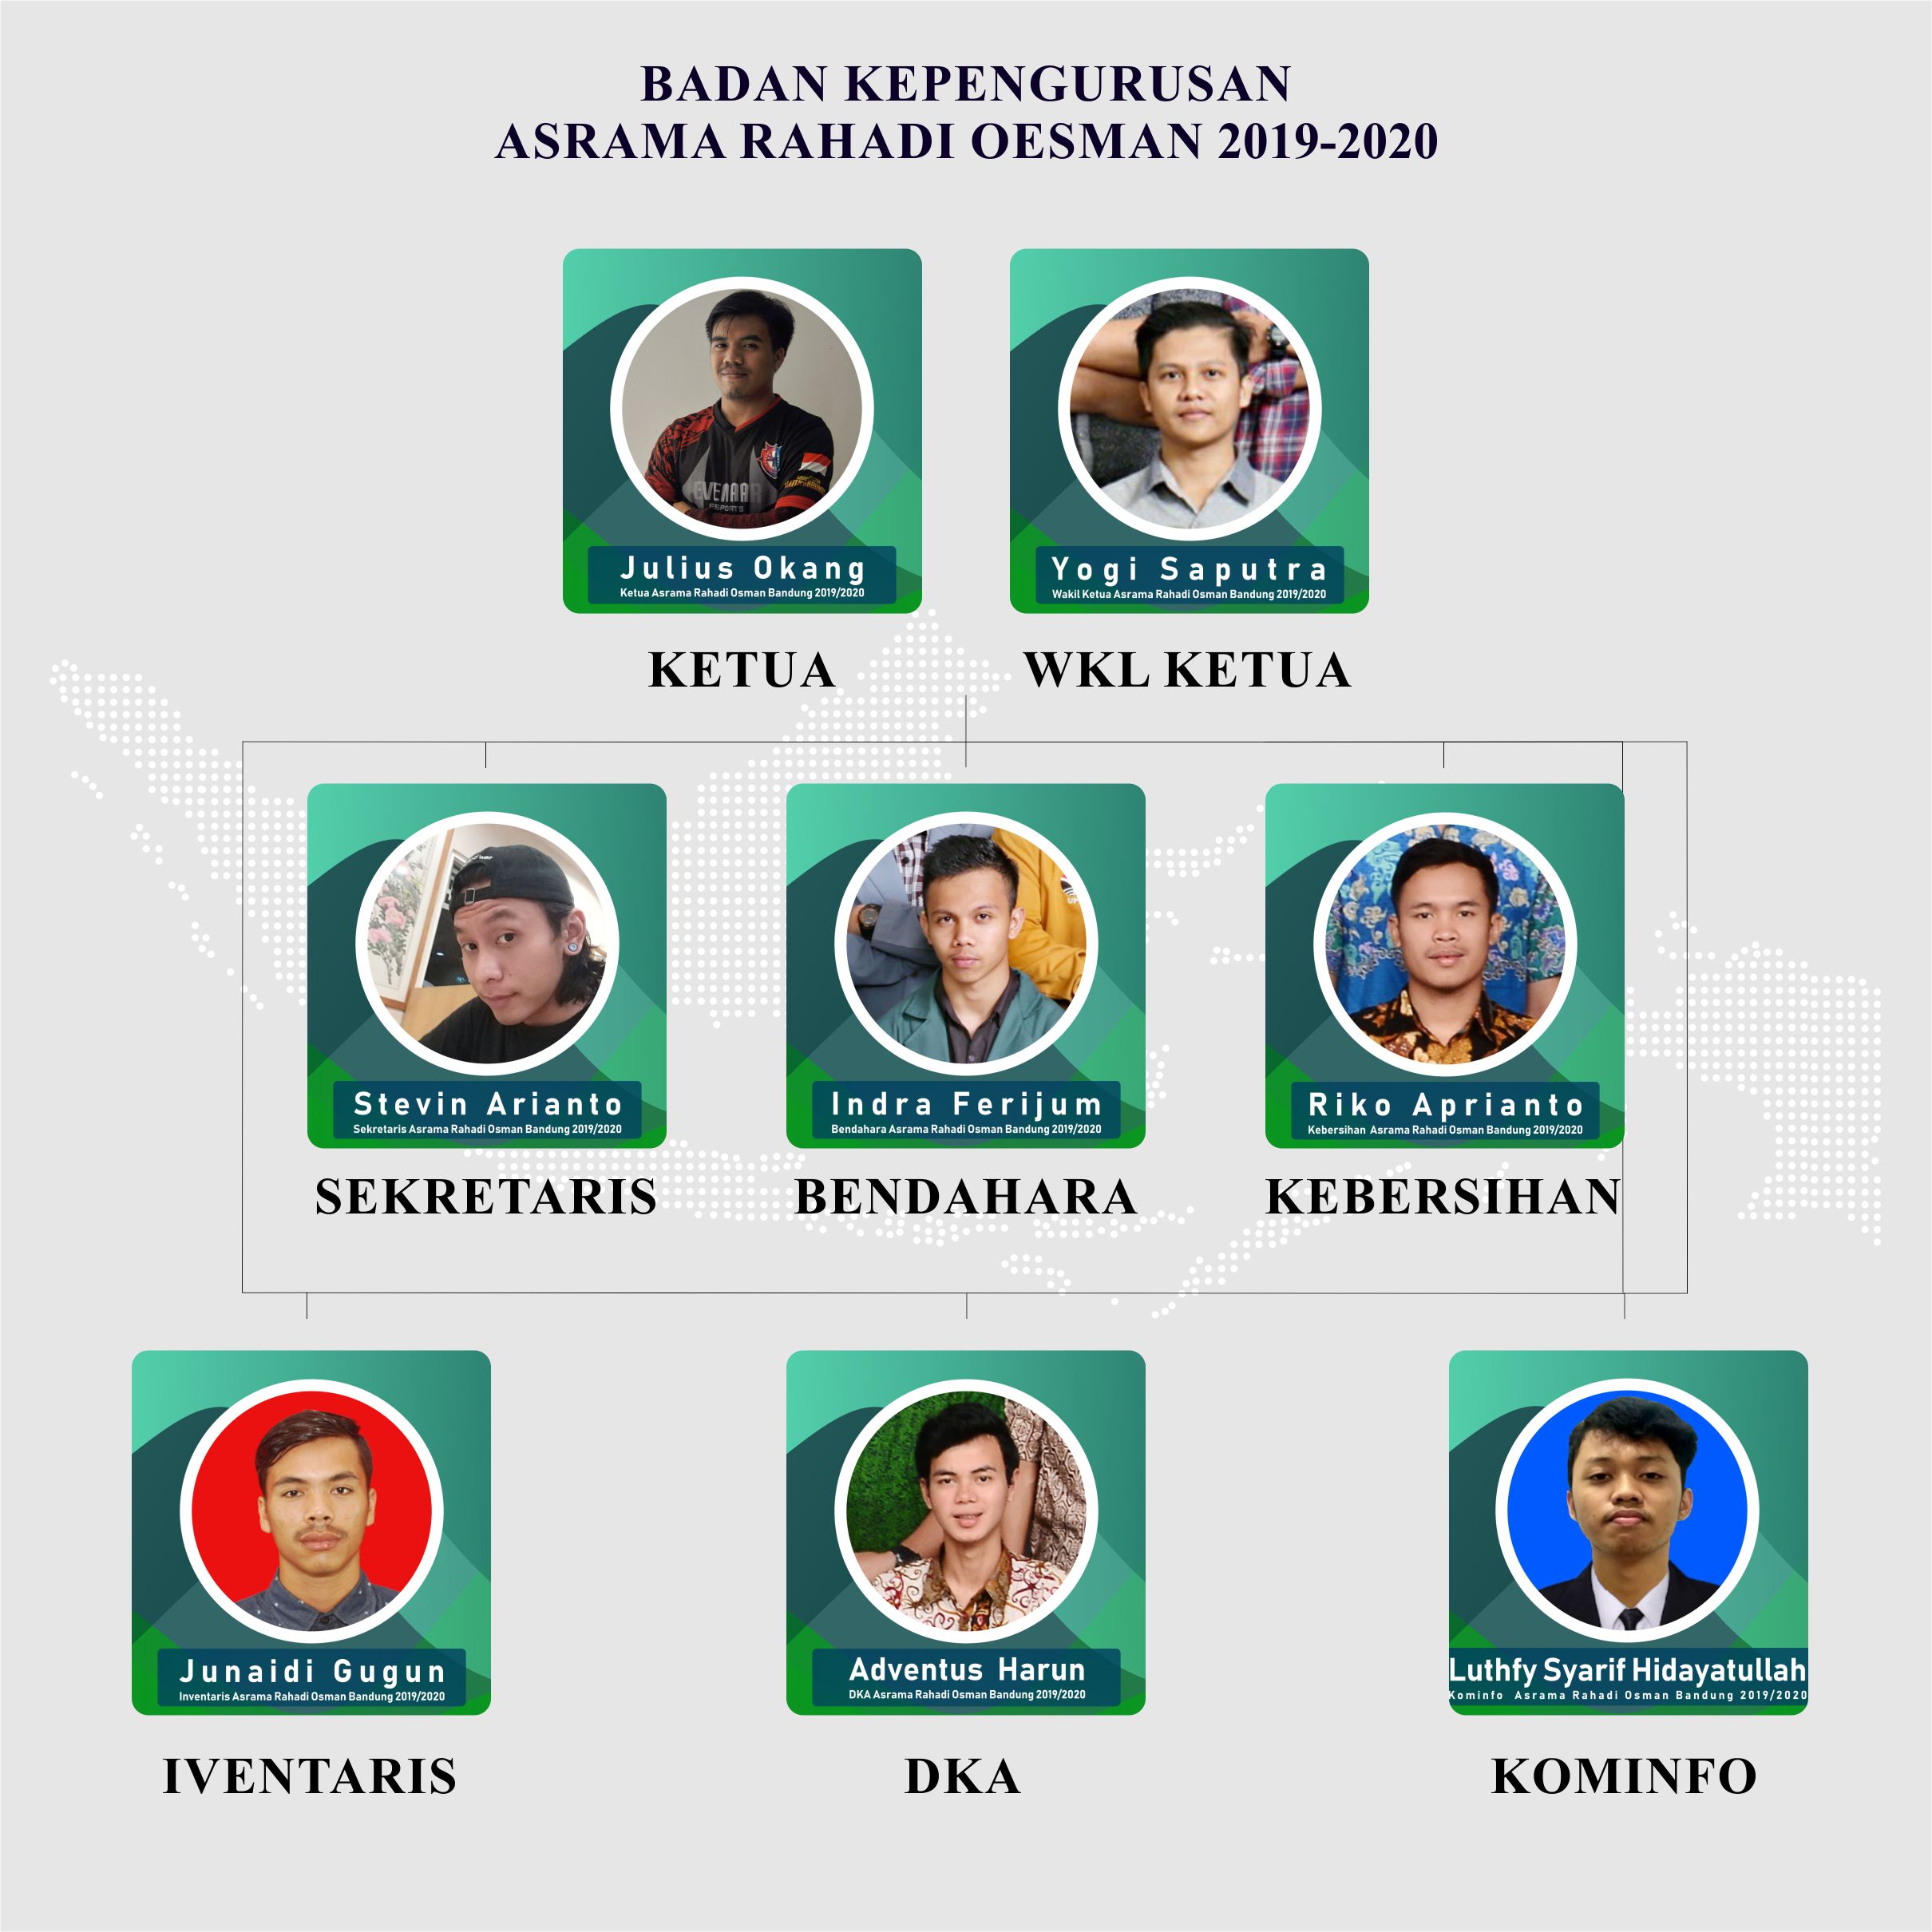 BADAN KEPENGURUSAN
ASRAMA RAHADI OESMAN 2019-2020
Julius Okang
Ketua Asrama Rahadi Osman Bandung 2019/2020
KETUA
Yogi Saputra
Wakil Ketua Asrama Rahadi Osman Bandung 2019/2020
WKL KETUA
Stevin Arianto
Sekretaris Asrama Rahadi Osman Bandung 2019/2020
SEKRETARIS
Indra Ferijum
Bendahara Asrama Rahadi Osman Bandung 2019/2020
BENDAHARA
Riko Aprianto
Kebersihan Asrama Rahadi Osman Bandung 2019/2020
KEBERSIHAN
Junaidi Gugun
Inventaris Asrama Rahadi Osman Bandung 2019/2020
IVENTARIS
Adventus Harun
DKA Asrama Rahadi Osman Bandung 2019/2020
DKA
Luthfy Syarif Hidayatullah
Kominfo Asrama Rahadi Osman Bandung 2019/2020
KOMINFO